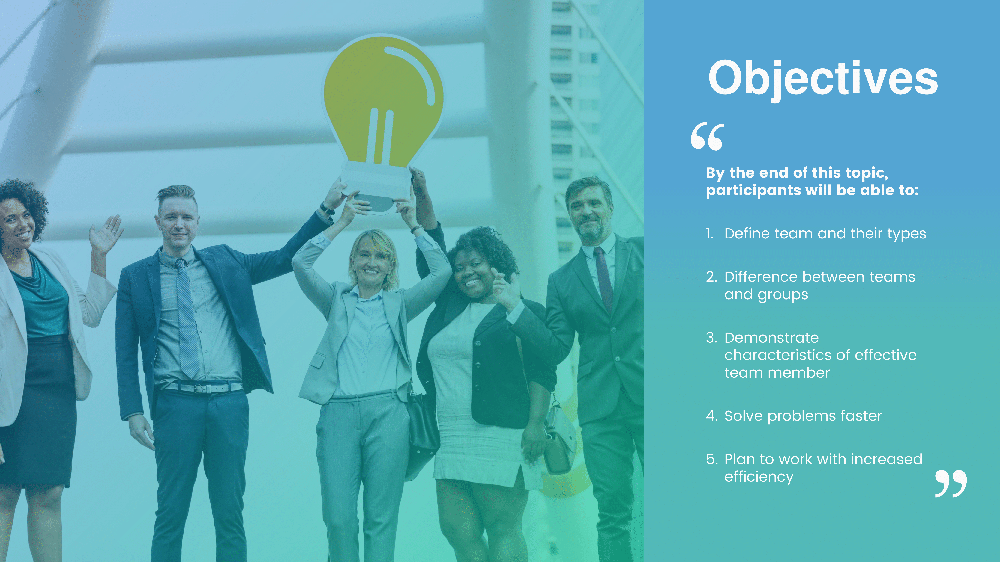 Objectives
“
By the end of this topic,
participants will be able to:
1. Define team and their types
2. Difference between teams
and groups
3. Demonstrate
characteristics of effective
team member
4. Solve problems faster
5. Plan to work with increased
efficiency
”